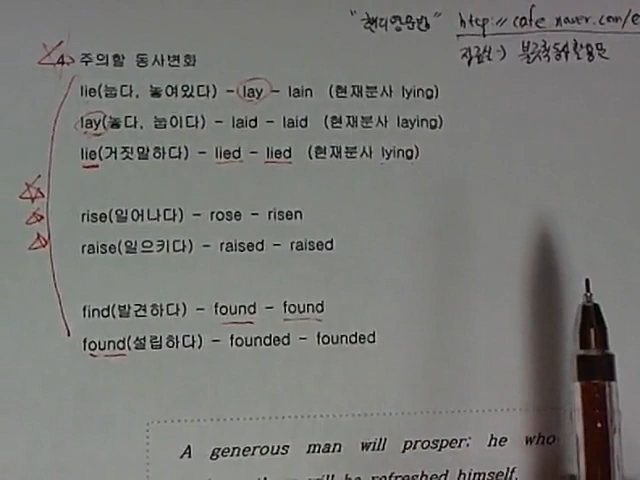 "핸디영문법" http://cafe.naver.com/e
자료실→ 불규칙동사 활용만
4. 주의할 동사변화
lie(눕다, 놓여있다) - lay - lain (현재분사 lying)
lay(놓다, 눕이다) - laid - laid (현재분사 laying)
lie(거짓말하다) - lied - lied (현재분사 lying)
rise(일어나다) - rose - risen
raise(일으키다) - raised - raised
find(발견하다) - found - found
found(설립하다) - founded - founded
A generous man will prosper; he who
will be refreshed himself.